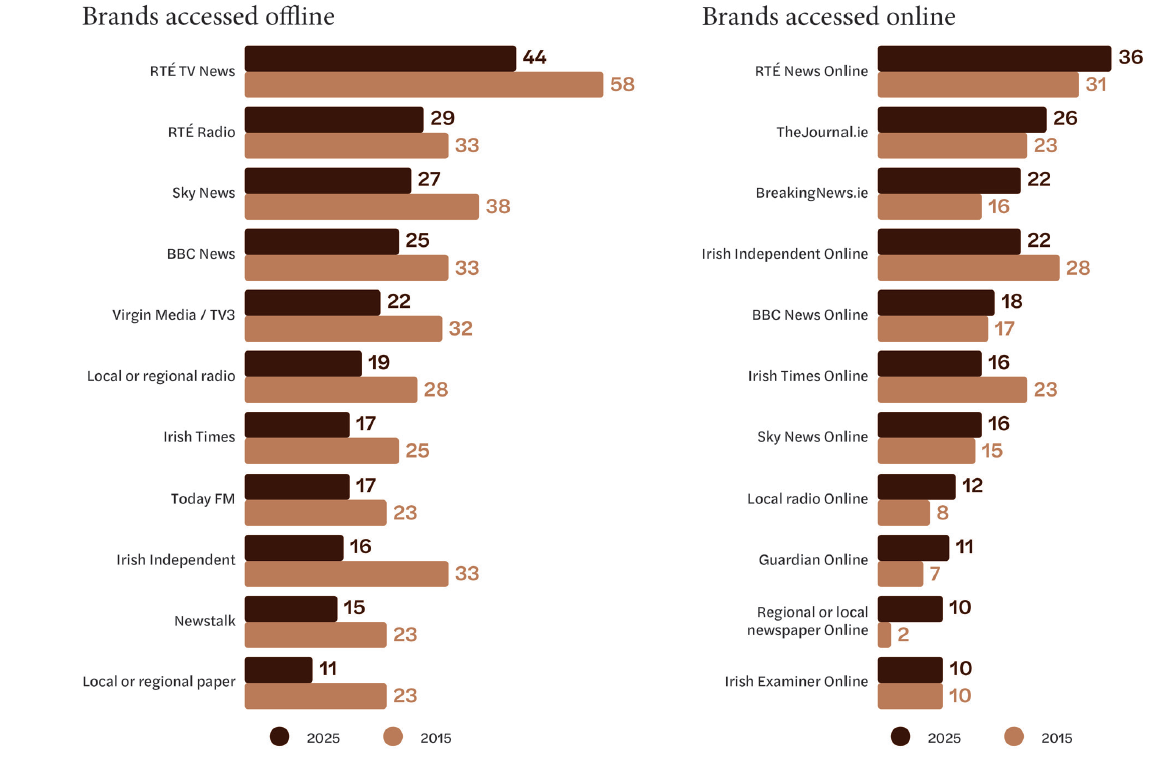 Brands accessed offline
RTÉ TV News
44
58
RTÉ Radio
29
33
Sky News
27
38
BBC News
25
33
Virgin Media / TV3
22
32
Local or regional radio
19
28
Irish Times
17
25
Today FM
17
23
Irish Independent
16
33
Newstalk
15
23
Local or regional paper
11
23
2025
2015
Brands accessed online
RTÉ News Online
36
31
TheJournal.ie
26
23
BreakingNews.ie
22
16
Irish Independent Online
22
28
BBC News Online
18
17
Irish Times Online
16
23
Sky News Online
16
15
Local radio Online
12
8
Guardian Online
11
7
Regional or local
newspaper Online
10
2
Irish Examiner Online
10
10
2025
2015